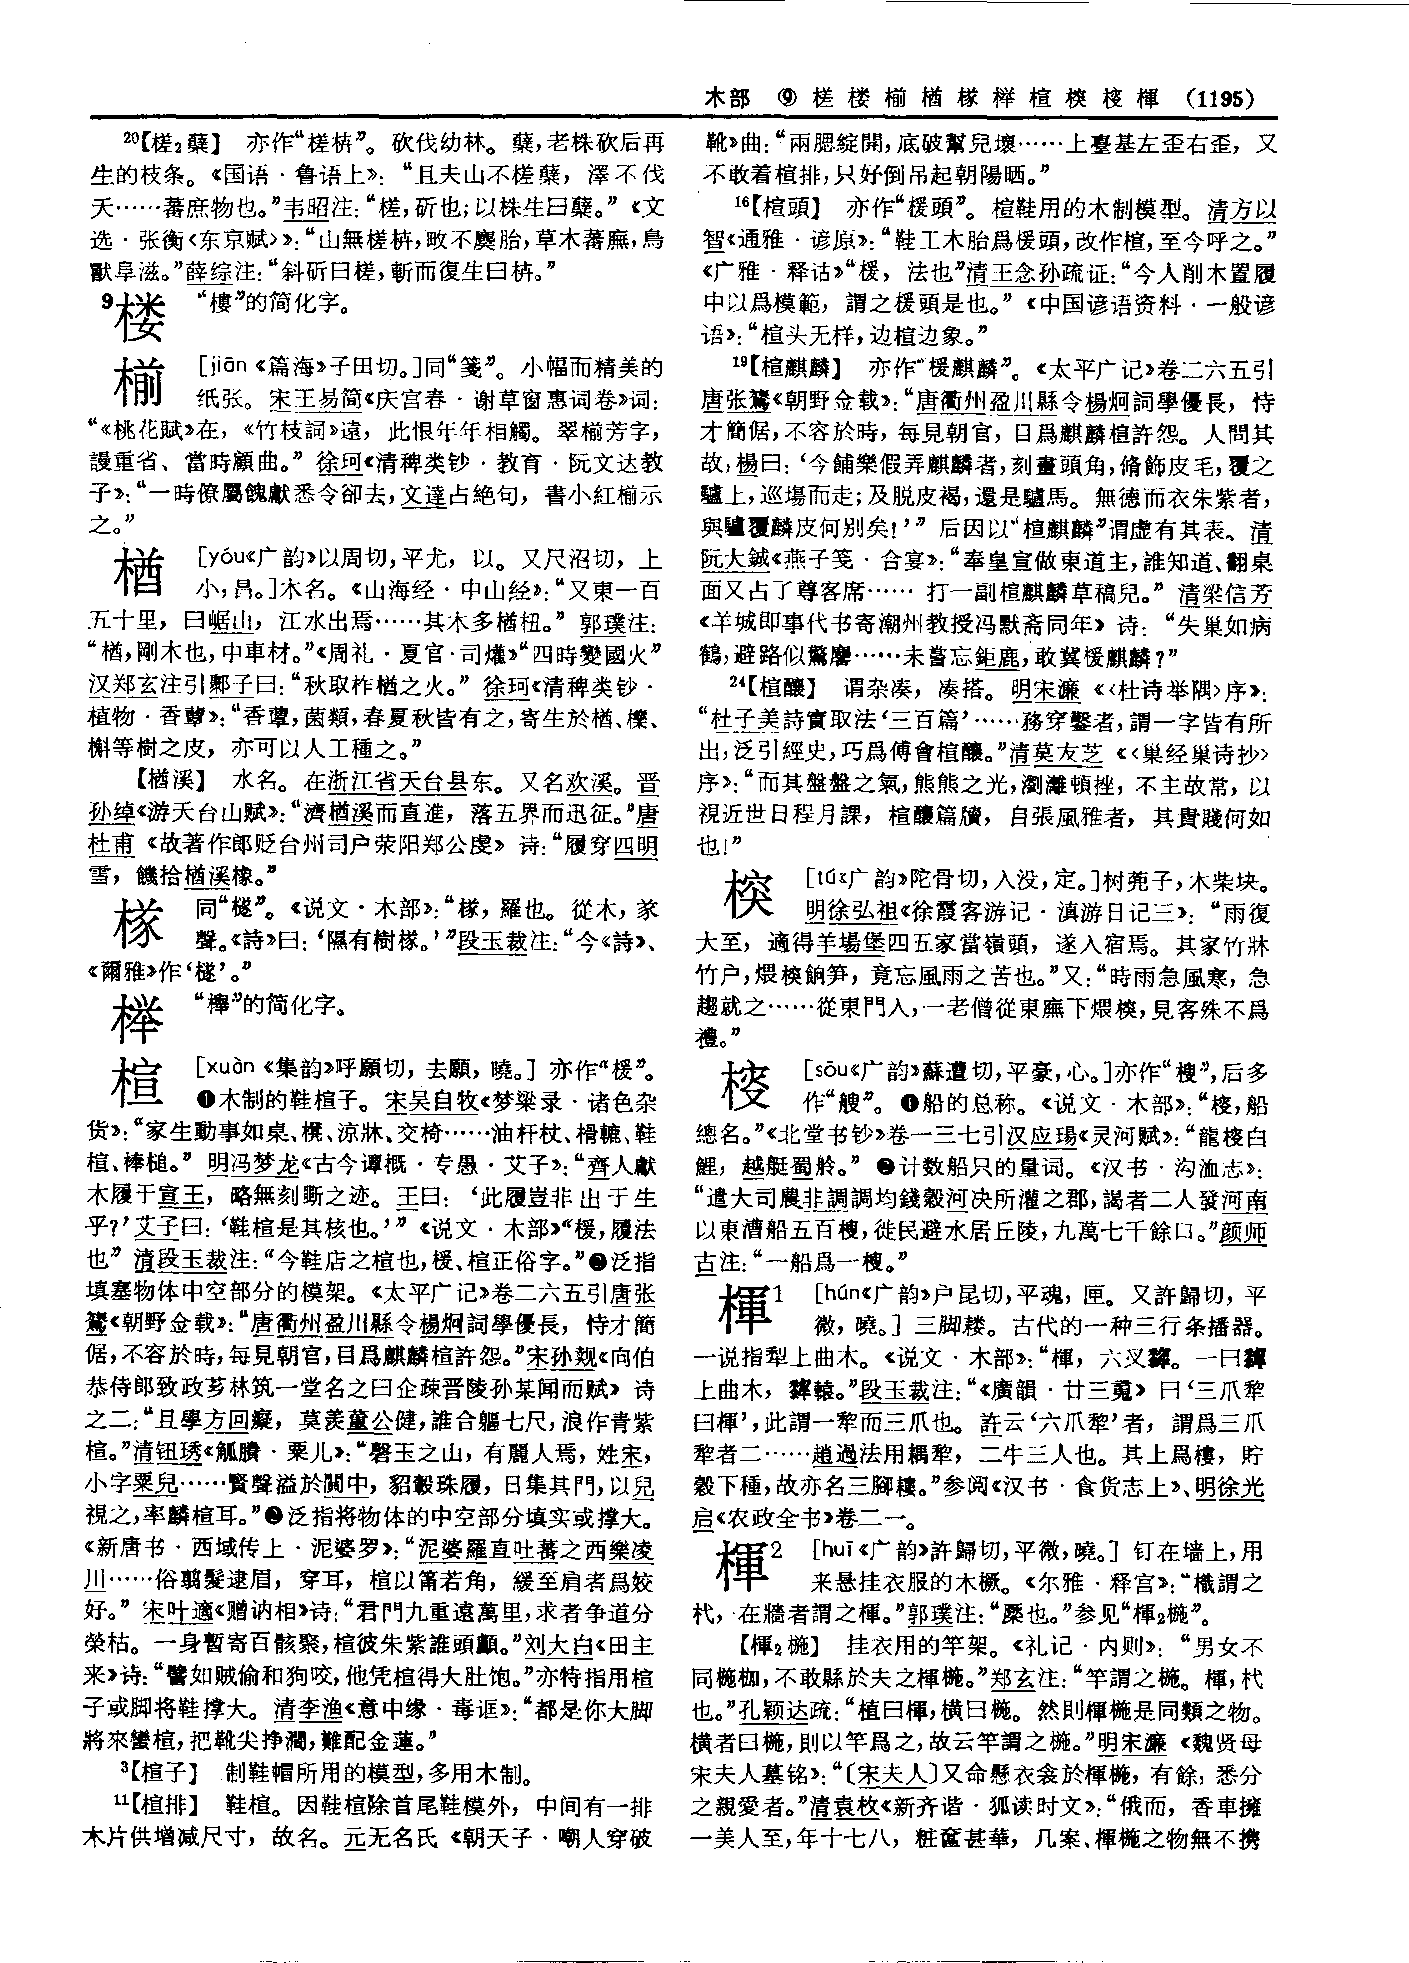 木部 ⑨ 槎 楼 椾 楢 檖 榉 楦 㮏 㮴 楎 (1195)
²⁰【槎₂蘖】 亦作“槎枿”。砍伐幼林。蘖,老株砍后再
生的枝条。《国语·鲁语上》:“且夫山不槎蘖,澤不伐
夭……蕃庶物也。”韦昭注:“槎,斫也;以株生曰蘖。”《文
选·张衡〈东京赋〉》:“山無槎枿,畋不麛胎,草木蕃廡,鳥
獸阜滋。”薛综注:“斜斫曰槎,斬而復生曰枿。”
⁹楼 “樓”的简化字。
椾 [jiān《篇海》子田切。]同“箋”。小幅而精美的
纸张。宋王易简《庆宫春·谢草窗惠词卷》词:
“《桃花賦》在,《竹枝詞》遠,此恨年年相觸。翠椾芳字,
謾重省、當時顧曲。”徐珂《清稗类钞·教育·阮文达教
子》:“一時僚屬餽獻悉令卻去,文達占絶句,書小紅椾示
之。”
楢 [yóu《广韵》以周切,平尤,以。又尺沼切,上
小,昌。]木名。《山海经·中山经》:“又東一百
五十里,曰崌山,江水出焉……其木多楢杻。”郭璞注:
“楢,剛木也,中車材。”《周礼·夏官·司爟》“四時變國火”
汉郑玄注引鄹子曰:“秋取柞楢之火。”徐珂《清稗类钞·
植物·香蕈》:“香蕈,菌類,春夏秋皆有之,寄生於楢、櫟、
槲等樹之皮,亦可以人工種之。”
【楢溪】 水名。在浙江省天台县东。又名欢溪。晋
孙绰《游天台山赋》:“濟楢溪而直進,落五界而迅征。”唐
杜甫《故著作郎贬台州司户荥阳郑公虔》诗:“履穿四明
雪,饑拾楢溪橡。”
㯆 同“檖”。《说文·木部》:“㯆,羅也。從木,㒸
聲。《詩》曰:‘隰有樹㯆。’”段玉裁注:“今《詩》、
《爾雅》作‘檖’。”
榉 “櫸”的简化字。
楦 [xuàn《集韵》呼願切,去願,曉。] 亦作“楥”。
❶木制的鞋楦子。宋吴自牧《梦粱录·诸色杂
货》:“家生動事如桌、櫈、凉牀、交椅……油杆杖、榾轆、鞋
楦、棒槌。”明冯梦龙《古今谭概·专愚·艾子》:“齊人獻
木履于宣王,略無刻斲之迹。王曰:‘此履豈非出于生
乎?’艾子曰:‘鞋楦是其核也。’”《说文·木部》“楥,履法
也”清段玉裁注:“今鞋店之楦也,楥、楦正俗字。”❷泛指
填塞物体中空部分的模架。《太平广记》卷二六五引唐张
鷟《朝野佥载》:“唐衢州盈川縣令楊炯詞學優長,恃才簡
倨,不容於時,每見朝官,目爲麒麟楦許怨。”宋孙觌《向伯
恭侍郎致政芗林筑一堂名之曰企疎晋陵孙某闻而赋》诗
之二:“且學方回癡,莫羨董公健,誰合軀七尺,浪作青紫
楦。”清钮琇《觚賸·粟儿》:“磬玉之山,有麗人焉,姓宋,
小字粟兒……賢聲溢於閫中,貂轂珠履,日集其門,以兒
視之,率麟楦耳。”❷泛指将物体的中空部分填实或撑大。
《新唐书·西域传上·泥婆罗》:“泥婆羅直吐蕃之西樂凌
川……俗翦髮逮眉,穿耳,楦以筩若角,緩至肩者爲姣
好。”宋叶適《赠讷相》诗:“君門九重遠萬里,求者争道分
榮枯。一身暫寄百骸聚,楦彼朱紫誰頭顱。”刘大白《田主
来》诗:“譬如贼偷和狗咬,他凭楦得大肚饱。”亦特指用楦
子或脚将鞋撑大。清李渔《意中缘·毒诳》:“都是你大脚
將來蠻楦,把靴尖挣濶,難配金蓮。”
³【楦子】 制鞋帽所用的模型,多用木制。
¹¹【楦排】 鞋楦。因鞋楦除首尾鞋模外,中间有一排
木片供增减尺寸,故名。元无名氏《朝天子·嘲人穿破
靴》曲:“兩腮綻開,底破幫兒壞……上臺基左歪右歪,又
不敢着楦排,只好倒吊起朝陽晒。”
¹⁶【楦頭】 亦作“楥頭”。楦鞋用的木制模型。清方以
智《通雅·谚原》:“鞋工木胎爲楥頭,改作楦,至今呼之。”
《广雅·释诂》“楥,法也”清王念孙疏证:“今人削木置履
中以爲模範,謂之楥頭是也。”《中国谚语资料·一般谚
语》:“楦头无样,边楦边象。”
¹⁹【楦麒麟】 亦作“楥麒麟”。《太平广记》卷二六五引
唐张鷟《朝野佥载》:“唐衢州盈川縣令楊炯詞學優長,恃
才簡倨,不容於時,每見朝官,目爲麒麟楦許怨。人問其
故,楊曰:‘今餔樂假弄麒麟者,刻畫頭角,脩飾皮毛,覆之
驢上,巡場而走;及脱皮褐,還是驢馬。無德而衣朱紫者,
與驢覆麟皮何别矣!’”后因以“楦麒麟”谓虚有其表。清
阮大鋮《燕子笺·合宴》:“奉皇宣做東道主,誰知道、翻桌
面又占了尊客席……打一副楦麒麟草稿兒。”清梁信芳
《羊城即事代书寄潮州教授冯默斋同年》诗:“失巢如病
鶴,避路似驚麏……未嘗忘鉅鹿,敢冀楥麒麟?”
²⁴【楦釀】 谓杂凑,凑搭。明宋濂《〈杜诗举隅〉序》:
“杜子美詩實取法‘三百篇’……務穿鑿者,謂一字皆有所
出,泛引經史,巧爲傅會楦釀。”清莫友芝《〈巢经巢诗抄〉
序》:“而其盤盤之氣,熊熊之光,瀏灕頓挫,不主故常,以
視近世日程月課,楦釀篇牘,自張風雅者,其貴賤何如
也!”
㮏 [tú《广韵》陀骨切,入没,定。]树蔸子,木柴块。
明徐弘祖《徐霞客游记·滇游日记三》:“雨復
大至,適得羊場堡四五家當嶺頭,遂入宿焉。其家竹牀
竹户,煨㮏餉笋,竟忘風雨之苦也。”又:“時雨急風寒,急
趨就之……從東門入,一老僧從東廡下煨㮏,見客殊不爲
禮。”
㮴 [sōu《广韵》蘇遭切,平豪,心。]亦作“艘”,后多
作“艘”。❶船的总称。《说文·木部》:“㮴,船
總名。”《北堂书钞》卷一三七引汉应瑒《灵河赋》:“龍㮴白
鯉,越艇蜀舲。”❷计数船只的量词。《汉书·沟洫志》:
“遣大司農非調調均錢穀河決所灌之郡,謁者二人發河南
以東漕船五百㮴,徙民避水居丘陵,九萬七千餘口。”颜师
古注:“一船爲一㮴。”
楎¹ [hún《广韵》户昆切,平魂,匣。又許歸切,平
微,曉。] 三脚耧。古代的一种三行条播器。
一说指犁上曲木。《说文·木部》:“楎,六叉犂。一曰犂
上曲木,犂轅。”段玉裁注:“《廣韻·廿三䰟》曰‘三爪犂
曰楎’,此謂一犂而三爪也。許云‘六爪犂’者,謂爲三爪
犂者二……趙過法用耦犂,二牛三人也。其上爲樓,貯
穀下種,故亦名三腳耬。”参阅《汉书·食货志上》、明徐光
启《农政全书》卷二一。
楎² [huī《广韵》許歸切,平微,曉。] 钉在墙上,用
来悬挂衣服的木橛。《尔雅·释宫》:“樴謂之
杙,在牆者謂之楎。”郭璞注:“橜也。”参见“楎₂椸”。
【楎₂椸】 挂衣用的竿架。《礼记·内则》:“男女不
同椸枷,不敢縣於夫之楎椸。”郑玄注:“竿謂之椸。楎,杙
也。”孔颖达疏:“植曰楎,横曰椸。然則楎椸是同類之物。
横者曰椸,則以竿爲之,故云竿謂之椸。”明宋濂《魏贤母
宋夫人墓铭》:“〔宋夫人〕又命懸衣衾於楎椸,有餘,悉分
之親愛者。”清袁枚《新齐谐·狐读时文》:“俄而,香車擁
一美人至,年十七八,粧奩甚華,几案、楎椸之物無不携